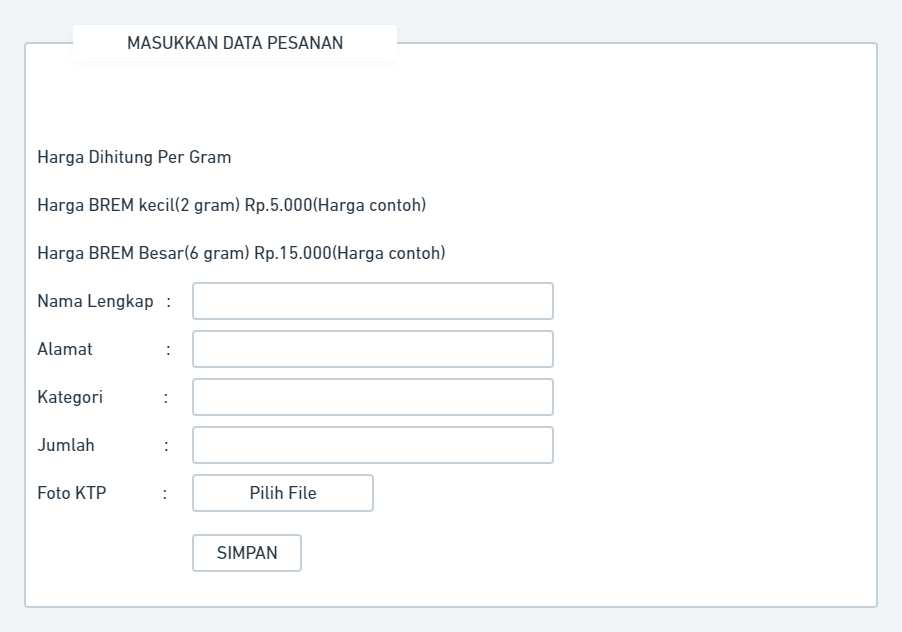 MASUKKAN DATA PESANAN
Harga Dihitung Per Gram
Harga BREM kecil(2 gram) Rp.5.000(Harga contoh)
Harga BREM Besar(6 gram) Rp.15.000(Harga contoh)
Nama Lengkap :
Alamat :
Kategori :
Jumlah :
Foto KTP : Pilih File
SIMPAN